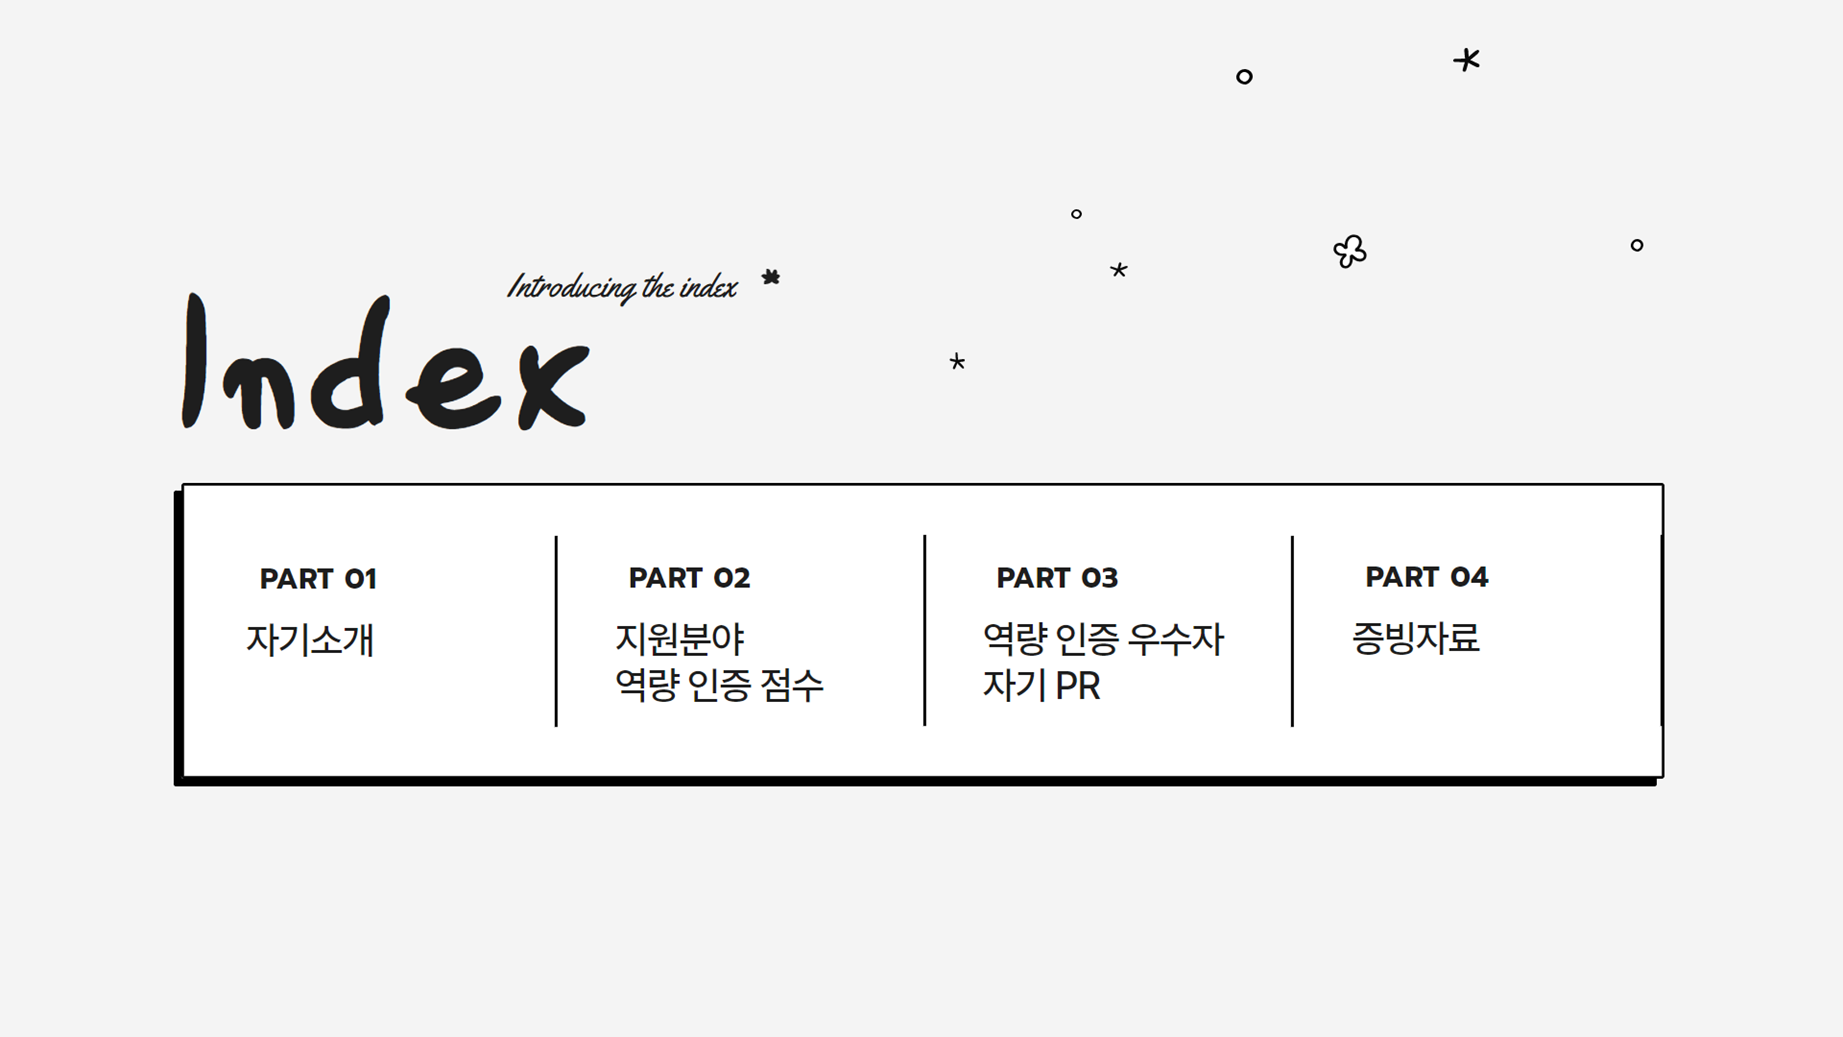 Introducing the index
Index
PART 01
자기소개
PART 02
지원분야
역량 인증 점수
PART 03
역량 인증 우수자
자기 PR
PART 04
증빙자료